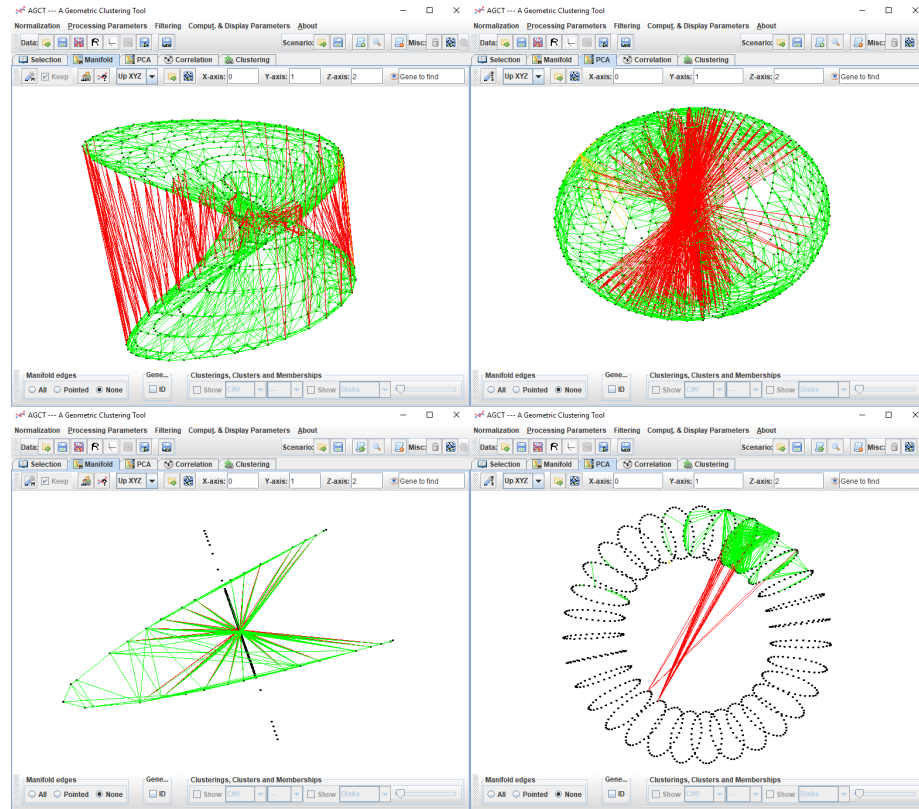 AGCT --- A Geometric Clustering Tool
Normalization Processing Parameters Filtering Comput. & Display Parameters About
Data: R Scenario: Misc:
Selection Manifold PCA Correlation Clustering
Keep Up XYZ X-axis: 0 Y-axis: 1 Z-axis: 2 Gene to find
Manifold edges Gene... Clusterings, Clusters and Memberships
All Pointed None ID Show C#0 --- Show Disks
AGCT --- A Geometric Clustering Tool
Normalization Processing Parameters Filtering Comput. & Display Parameters About
Data: R Scenario: Misc:
Selection Manifold PCA Correlation Clustering
Up XYZ X-axis: 0 Y-axis: 1 Z-axis: 2 Gene to find
Manifold edges Gene... Clusterings, Clusters and Memberships
All Pointed None ID Show C#0 --- Show Disks
AGCT --- A Geometric Clustering Tool
Normalization Processing Parameters Filtering Comput. & Display Parameters About
Data: R Scenario: Misc:
Selection Manifold PCA Correlation Clustering
Keep Up XYZ X-axis: 0 Y-axis: 1 Z-axis: 2 Gene to find
Manifold edges Gene... Clusterings, Clusters and Memberships
All Pointed None ID Show C#0 --- Show Disks
AGCT --- A Geometric Clustering Tool
Normalization Processing Parameters Filtering Comput. & Display Parameters About
Data: R Scenario: Misc:
Selection Manifold PCA Correlation Clustering
Up XYZ X-axis: 0 Y-axis: 1 Z-axis: 2 Gene to find
Manifold edges Gene... Clusterings, Clusters and Memberships
All Pointed None ID Show C#0 --- Show Disks